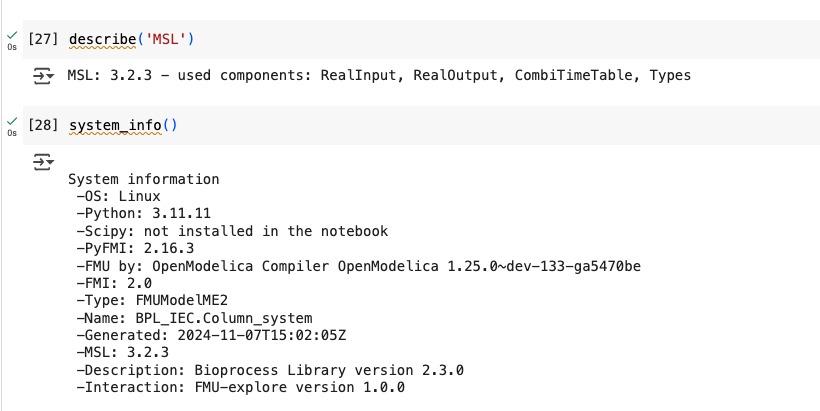 [27] describe('MSL')
0s
MSL: 3.2.3 - used components: RealInput, RealOutput, CombiTimeTable, Types
[28] system_info()
0s
System information
-OS: Linux
-Python: 3.11.11
-Scipy: not installed in the notebook
-PyFMI: 2.16.3
-FMU by: OpenModelica Compiler OpenModelica 1.25.0~dev-133-ga5470be
-FMI: 2.0
-Type: FMUModelME2
-Name: BPL_IEC.Column_system
-Generated: 2024-11-07T15:02:05Z
-MSL: 3.2.3
-Description: Bioprocess Library version 2.3.0
-Interaction: FMU-explore version 1.0.0